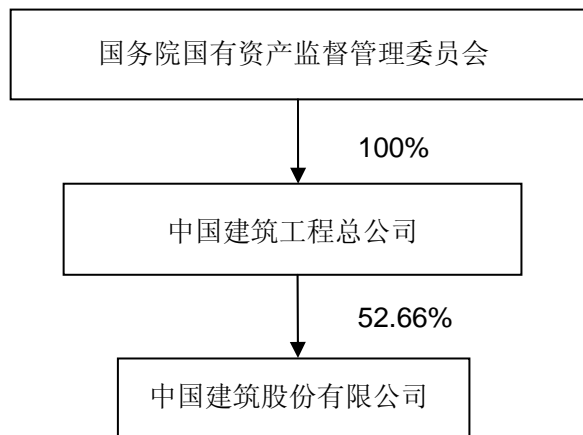 国务院国有资产监督管理委员会
100%
中国建筑工程总公司
52.66%
中国建筑股份有限公司